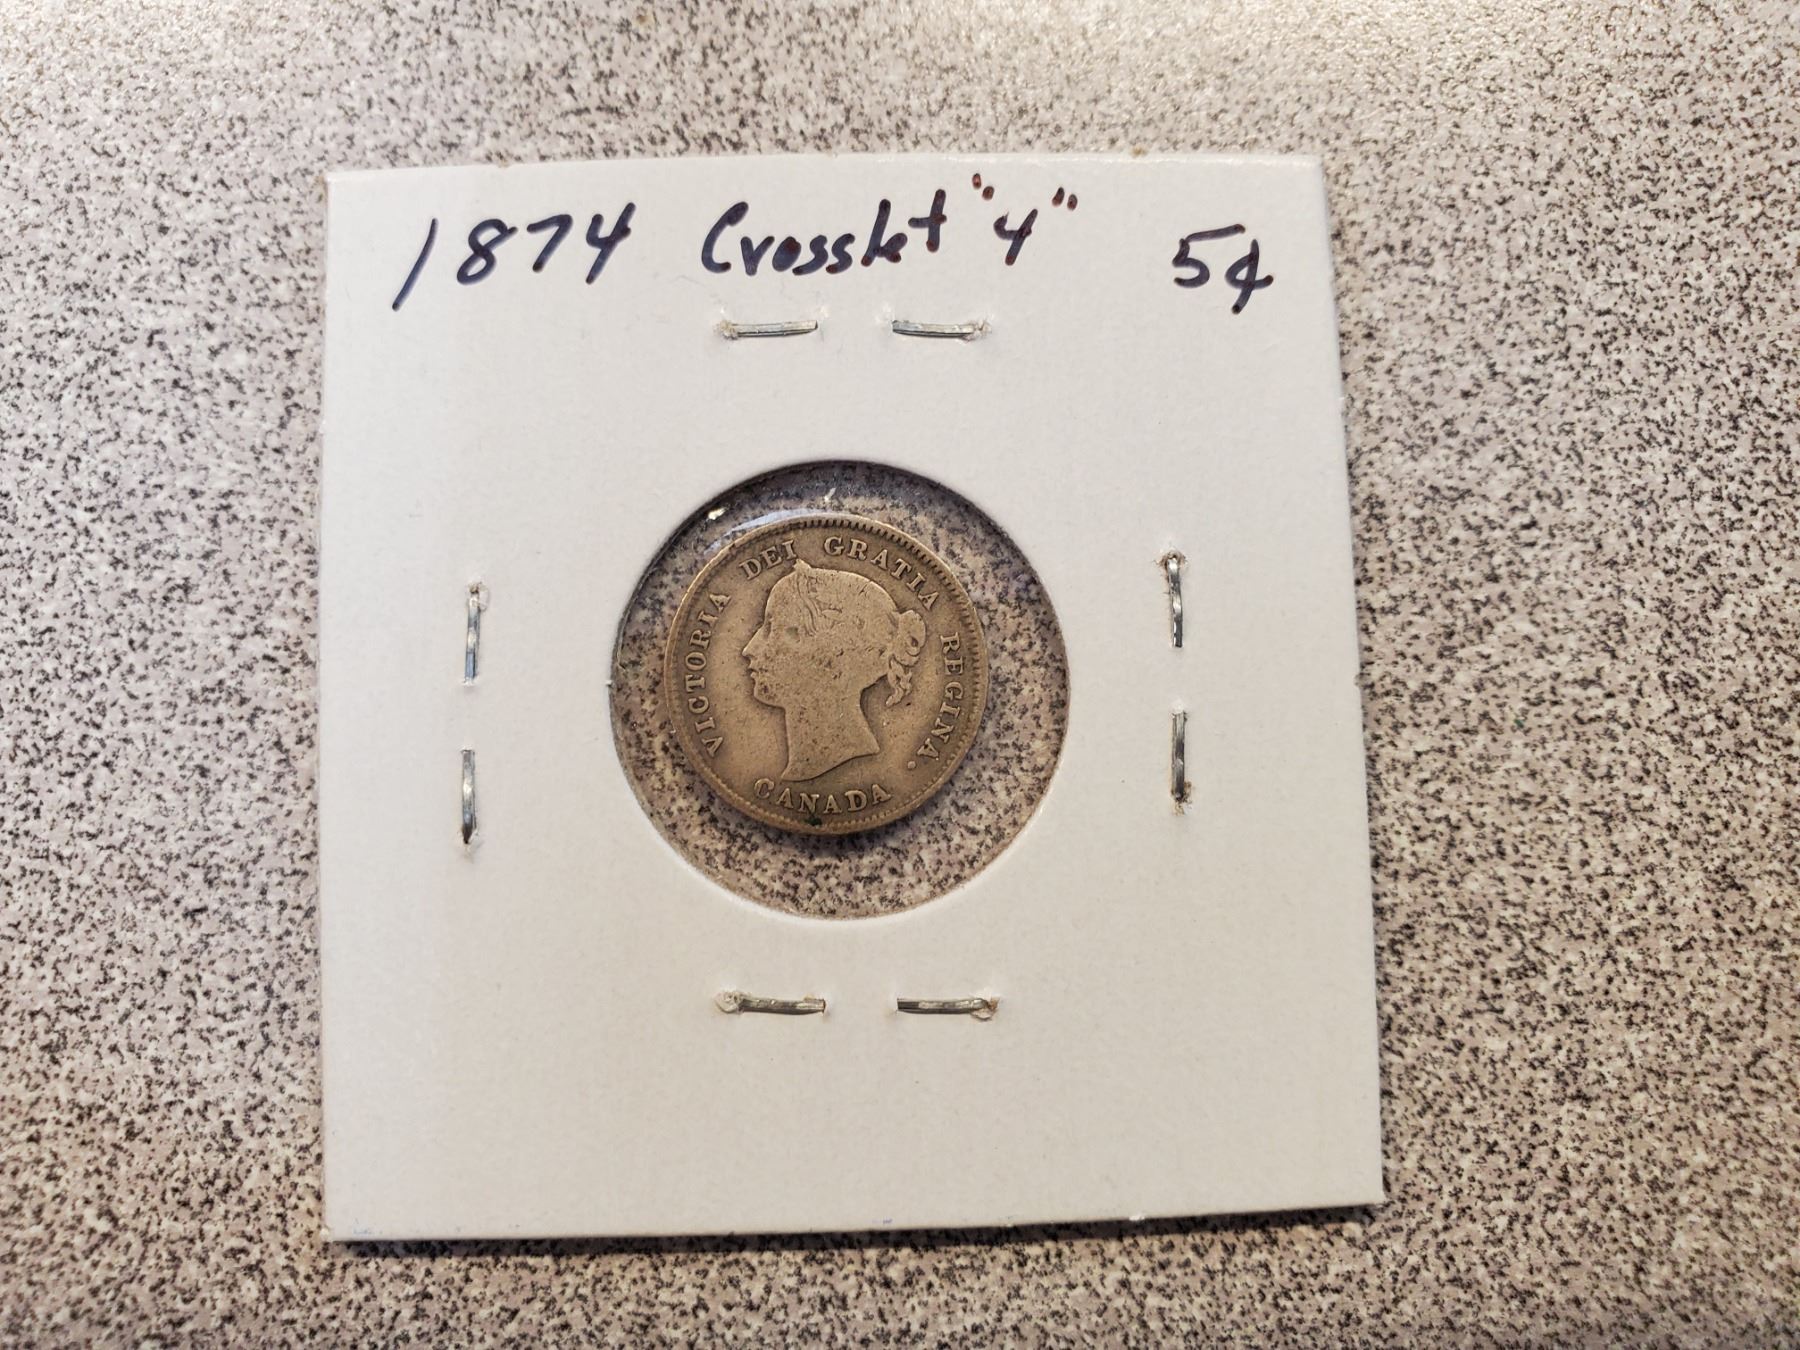 1874 Crosslet "4" 5¢
VICTORIA DEI GRATIA REGINA.
CANADA